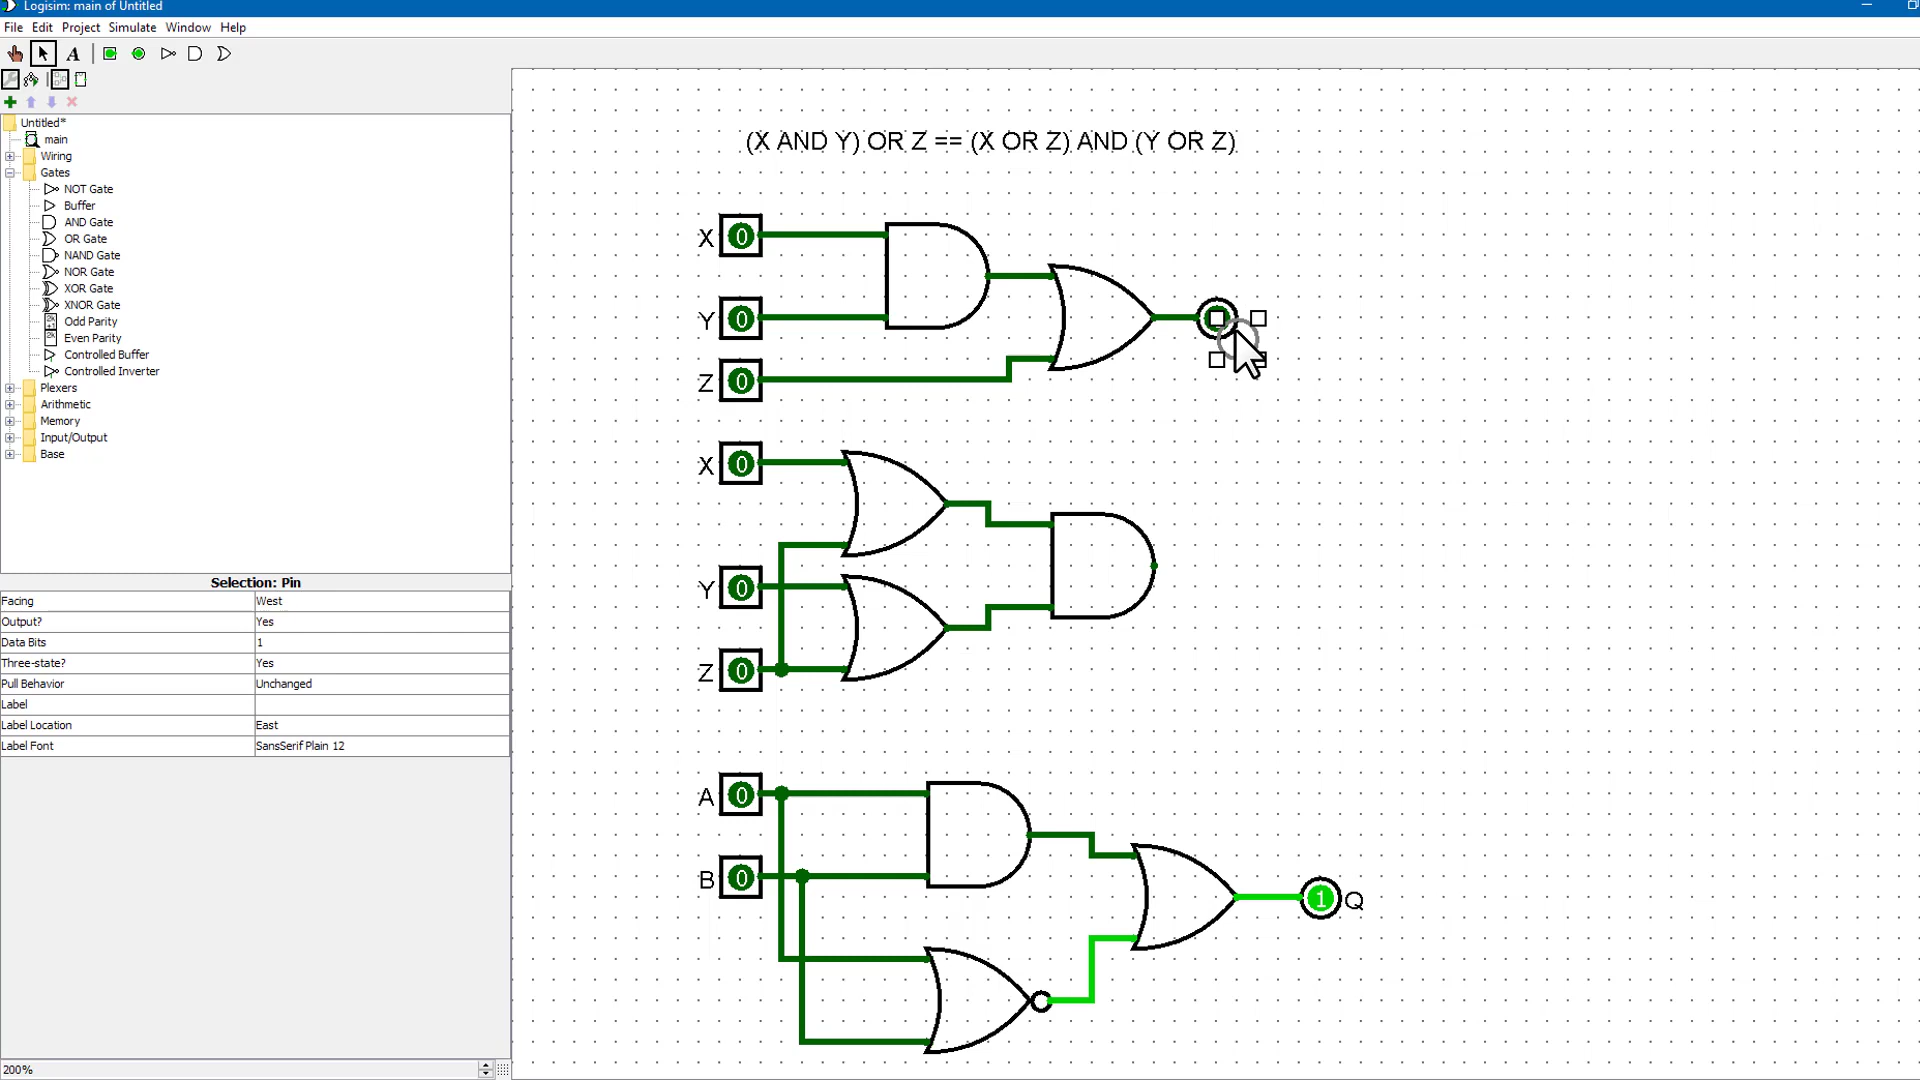 Logisim: main of Untitled
File Edit Project Simulate Window Help
A
Untitled*
main
Wiring
Gates
NOT Gate
Buffer
AND Gate
OR Gate
NAND Gate
NOR Gate
XOR Gate
XNOR Gate
Odd Parity
Even Parity
Controlled Buffer
Controlled Inverter
Plexers
Arithmetic
Memory
Input/Output
Base
Selection: Pin
Facing West
Output? Yes
Data Bits 1
Three-state? Yes
Pull Behavior Unchanged
Label
Label Location East
Label Font SansSerif Plain 12
200%
(X AND Y) OR Z == (X OR Z) AND (Y OR Z)
X 0
Y 0
Z 0
X 0
Y 0
Z 0
A 0
B 0
1 Q